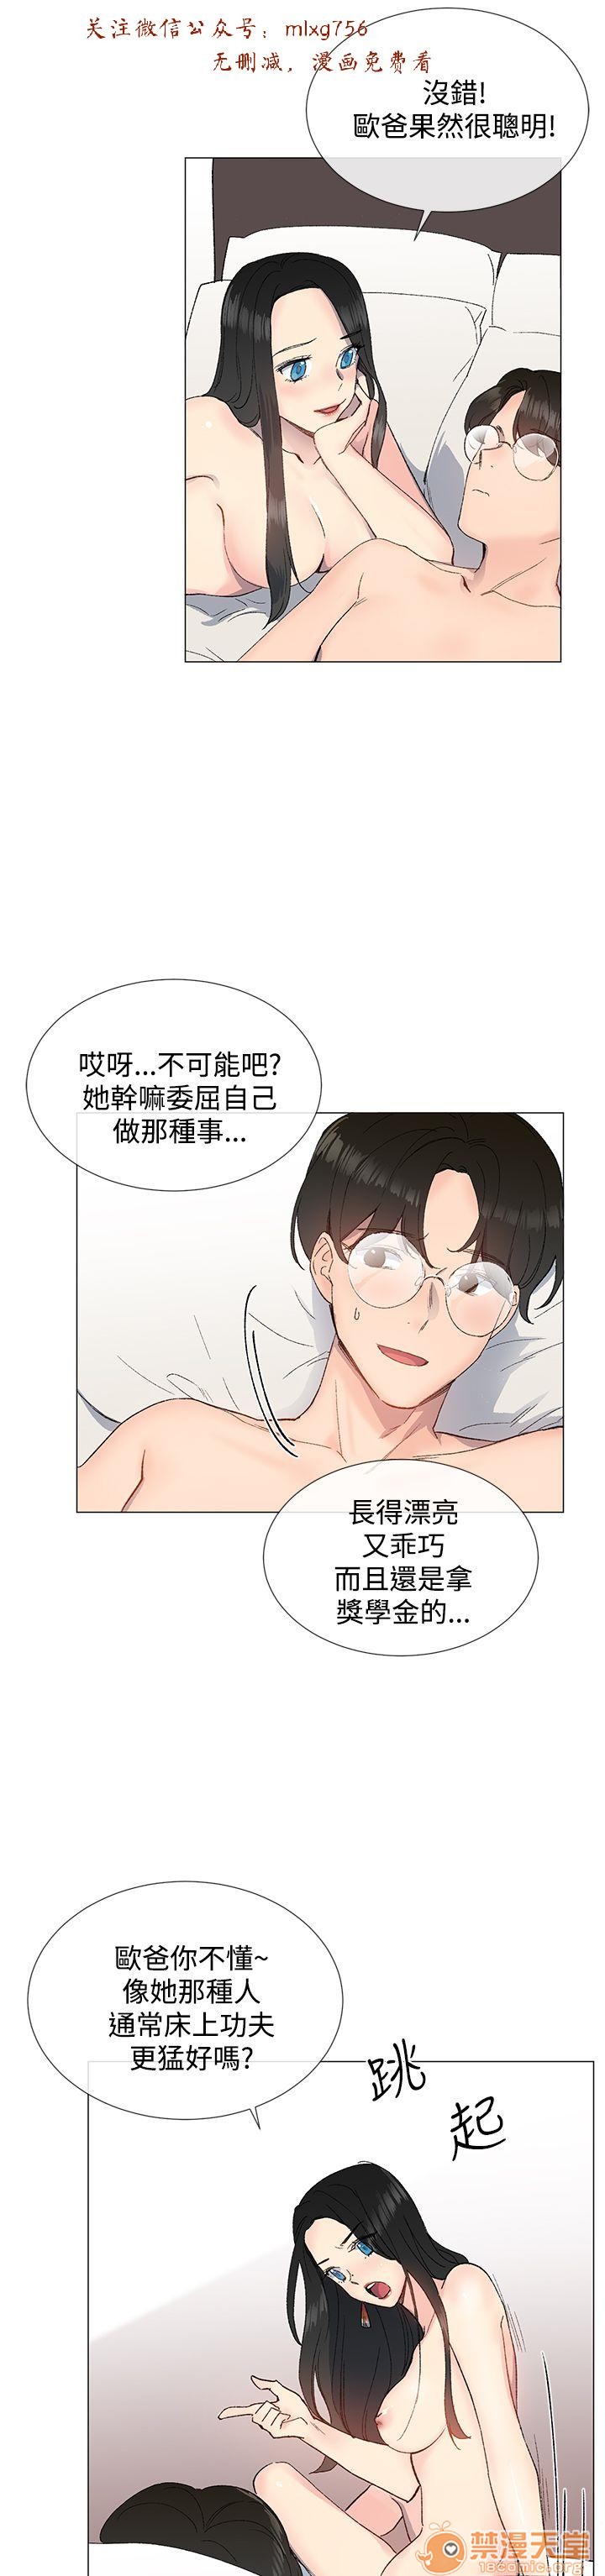 关注微信公众号：mlxg756
无删减，漫画免费看
沒錯！
歐爸果然很聰明！
哎呀...不可能吧？
她幹嘛委屈自己
做那種事...
長得漂亮
又乖巧
而且還是拿
獎學金的...
歐爸你不懂~
像她那種人
通常床上功夫
更猛好嗎？
跳
起
禁漫天堂
18comic.org